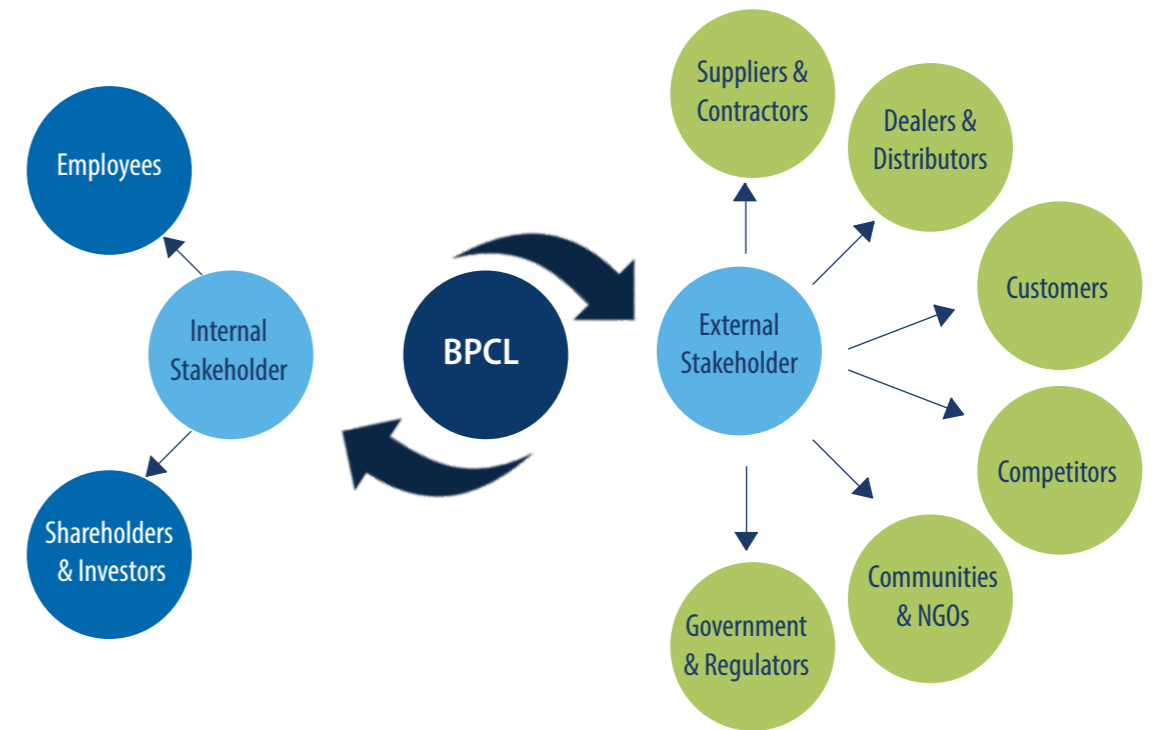 Employees
Internal
Stakeholder
Shareholders
& Investors
BPCL
External
Stakeholder
Suppliers &
Contractors
Dealers &
Distributors
Customers
Competitors
Communities
& NGOs
Government
& Regulators